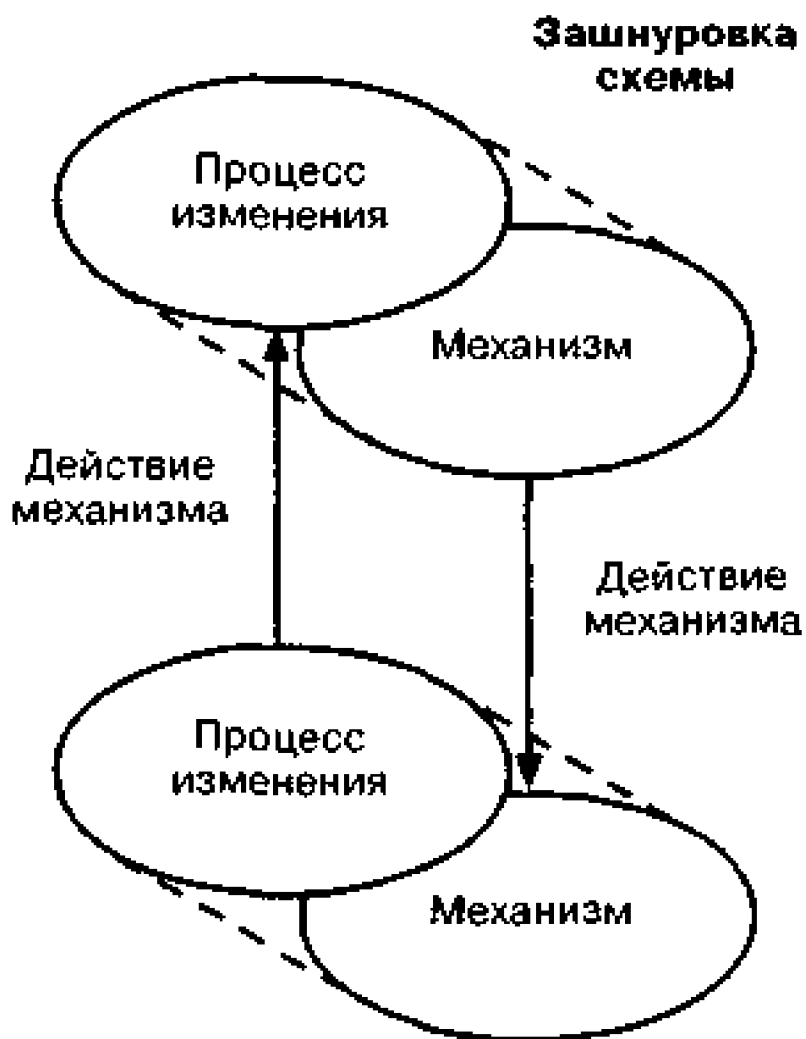 Зашнуровка
схемы
Процесс
изменения
Механизм
Действие
механизма
Действие
механизма
Процесс
изменения
Механизм